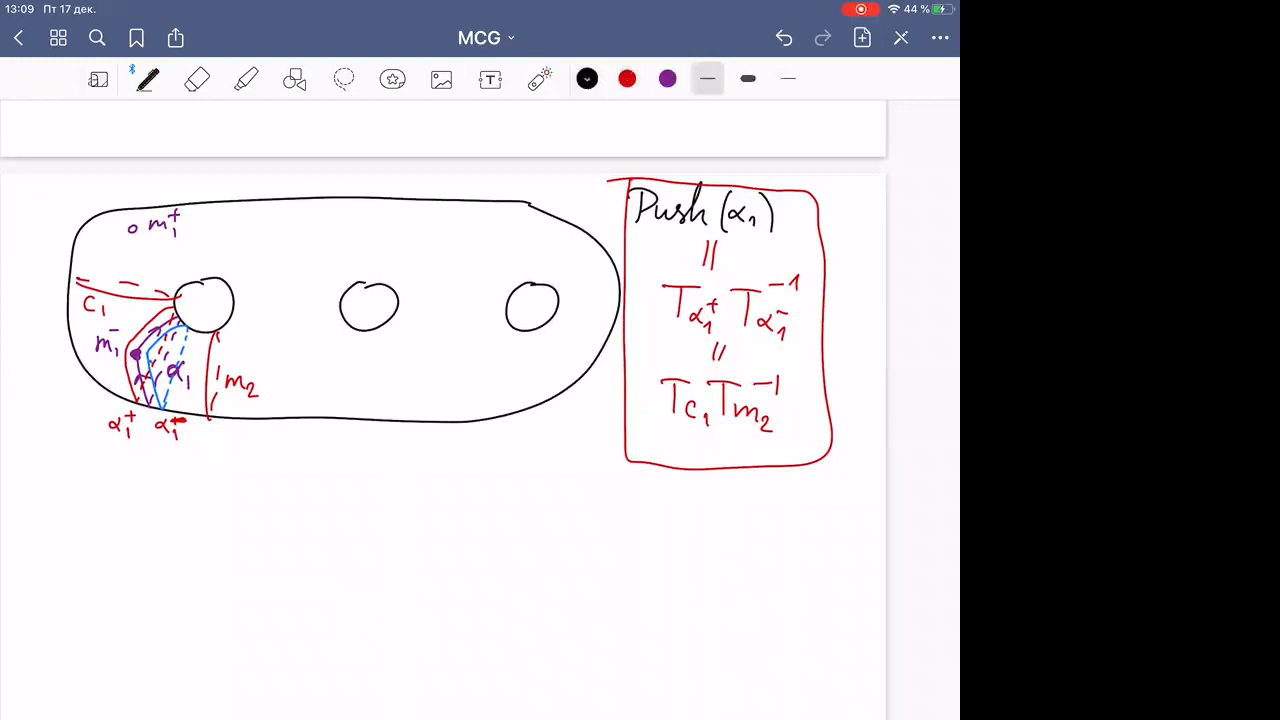 13:09 Пт 17 дек.
44 %
MCG
T
m₁⁺
c₁
m₁⁻
α₁
m₂
α₁⁺ α₁⁻
Push (α₁)
=
T_{α₁⁺} T_{α₁⁻}⁻¹
=
T_{c₁} T_{m₂}⁻¹